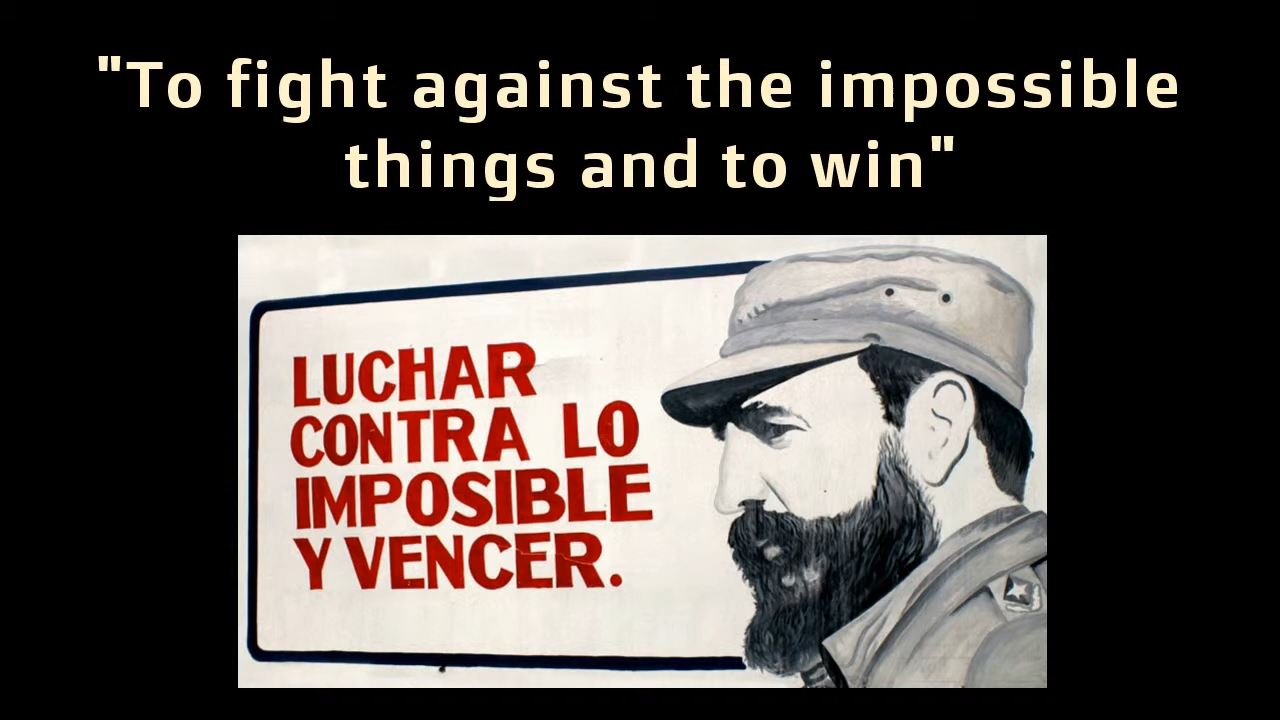 "To fight against the impossible
things and to win"
LUCHAR
CONTRA LO
IMPOSIBLE
Y VENCER.